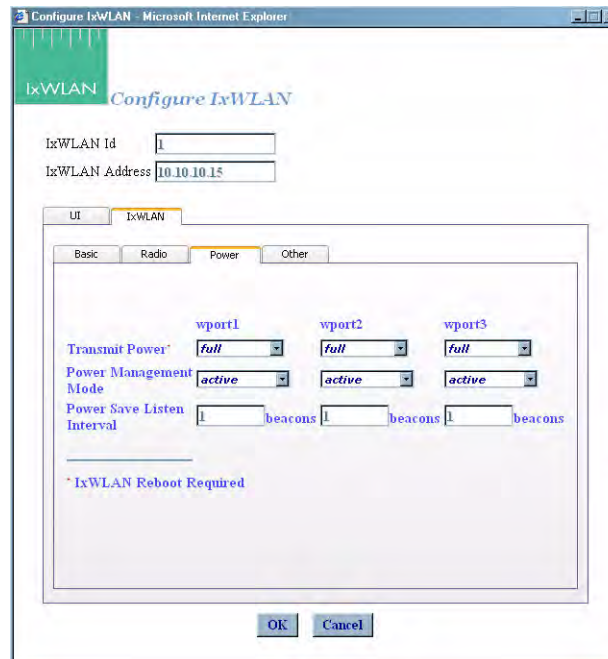 Configure IxWLAN - Microsoft Internet Explorer
IxWLAN
Configure IxWLAN
IxWLAN Id 1
IxWLAN Address 10.10.10.15
UI IxWLAN
Basic Radio Power Other
wport1 wport2 wport3
Transmit Power* full full full
Power Management
Mode active active active
Power Save Listen
Interval 1 beacons 1 beacons 1 beacons
* IxWLAN Reboot Required
OK Cancel